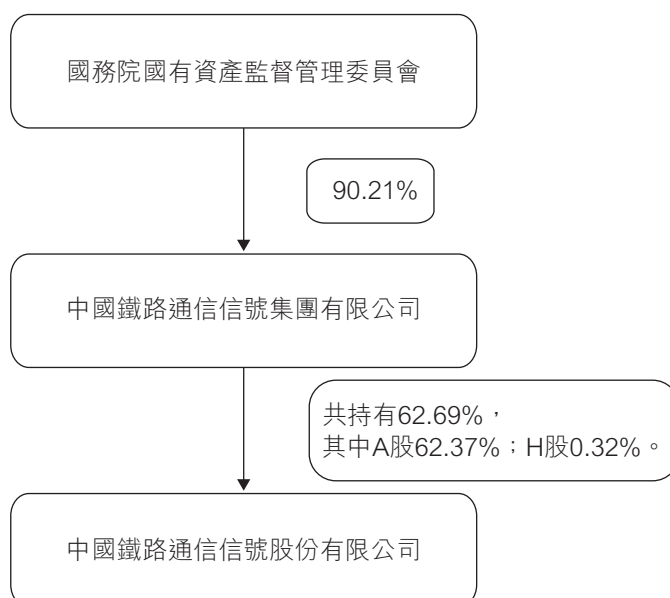 國務院國有資產監督管理委員會
90.21%
中國鐵路通信信號集團有限公司
共持有62.69%，
其中A股62.37%；H股0.32%。
中國鐵路通信信號股份有限公司